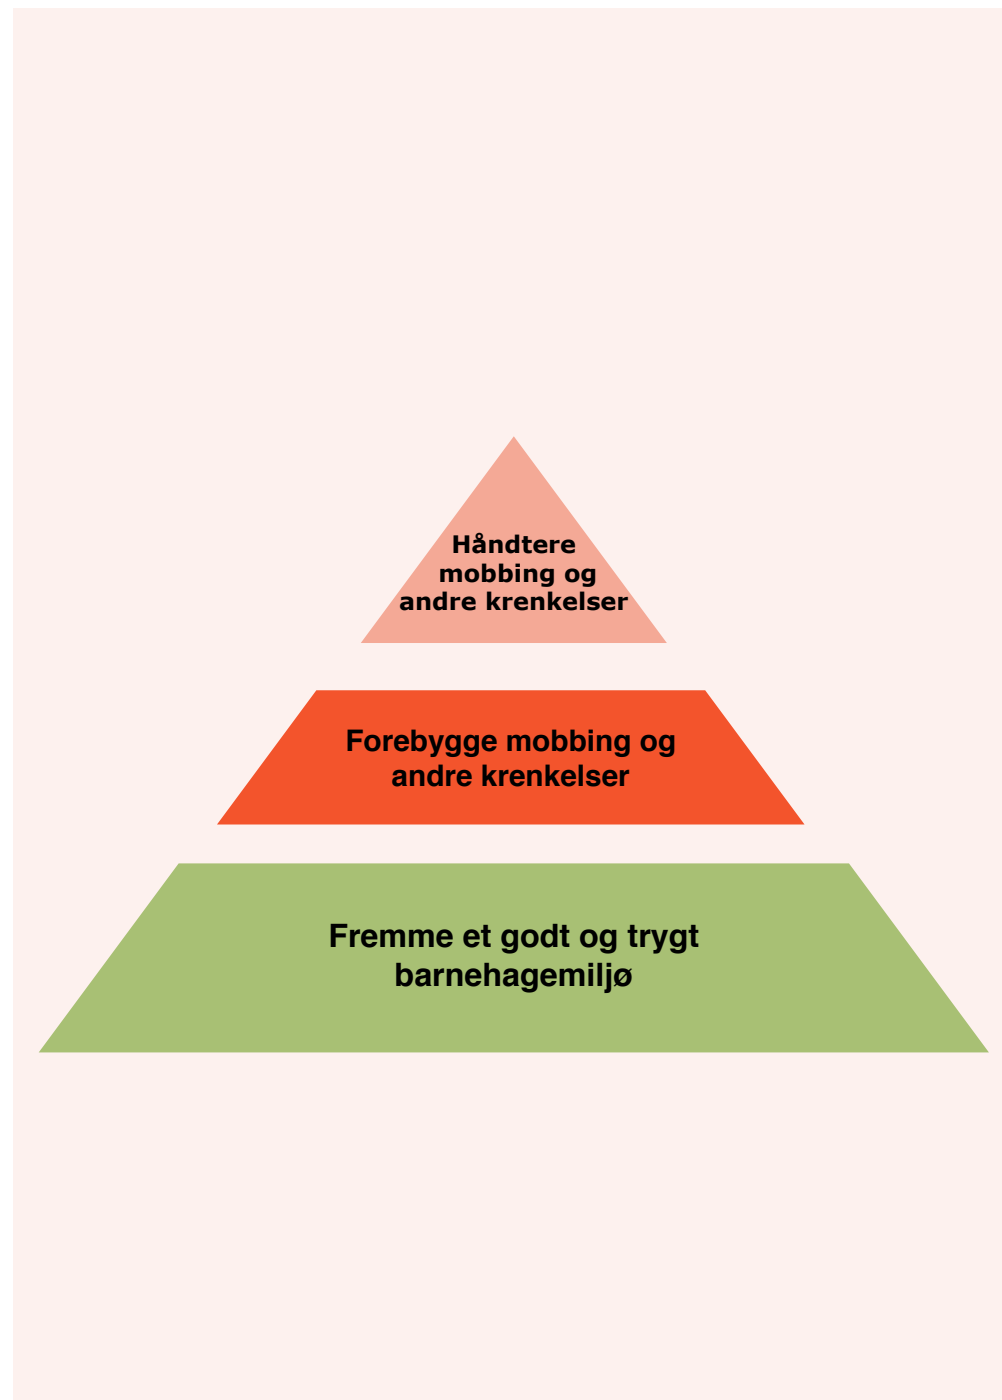 Håndtere
mobbing og
andre krenkelser
Forebygge mobbing og
andre krenkelser
Fremme et godt og trygt
barnehagemiljø